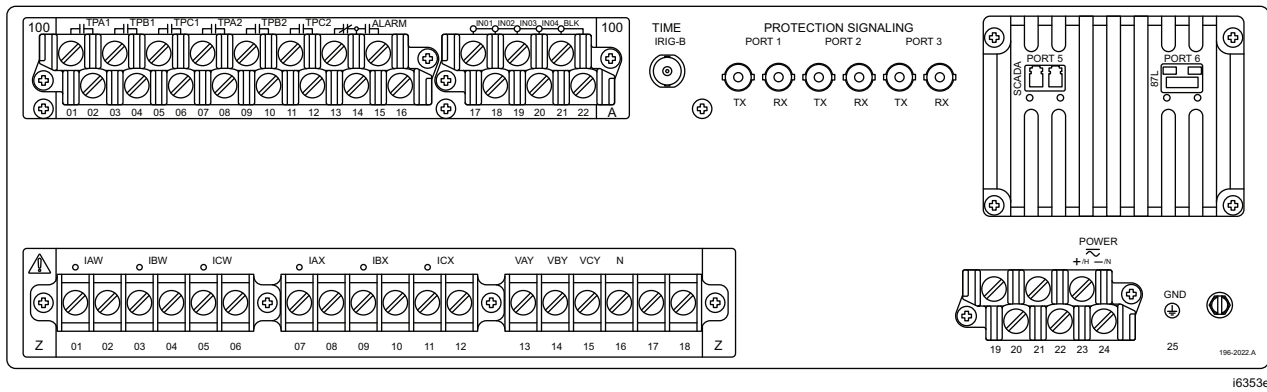 100 TPA1 TPB1 TPC1 TPA2 TPB2 TPC2 ALARM IN01 IN02 IN03 IN04 BLK 100
01 02 03 04 05 06 07 08 09 10 11 12 13 14 15 16 17 18 19 20 21 22 A
TIME
IRIG-B
PROTECTION SIGNALING
PORT 1 PORT 2 PORT 3
TX RX TX RX TX RX
SCADA
PORT 5
87L
PORT 6
IAW IBW ICW IAX IBX ICX VAY VBY VCY N
Z 01 02 03 04 05 06 07 08 09 10 11 12 13 14 15 16 17 18 Z
POWER
+/H −/N
19 20 21 22 23 24
GND
25
196-2022.A
i6353e